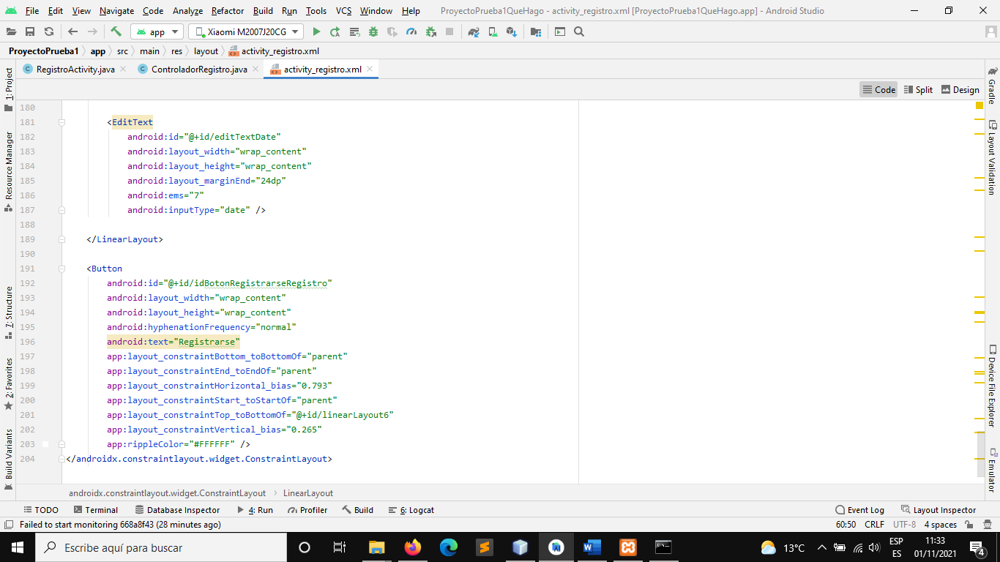 File Edit View Navigate Code Analyze Refactor Build Run Tools VCS Window Help ProyectoPrueba1QueHago - activity_registro.xml [ProyectoPrueba1QueHago.app] - Android Studio
app Xiaomi M2007J20CG
ProyectoPrueba1 app src main res layout activity_registro.xml
RegistroActivity.java ControladorRegistro.java activity_registro.xml
Code Split Design
1: Project
Resource Manager
7: Structure
2: Favorites
Build Variants
180
181 <EditText
182 android:id="@+id/editTextDate"
183 android:layout_width="wrap_content"
184 android:layout_height="wrap_content"
185 android:layout_marginEnd="24dp"
186 android:ems="7"
187 android:inputType="date" />
188
189 </LinearLayout>
190
191 <Button
192 android:id="@+id/idBotonRegistrarseRegistro"
193 android:layout_width="wrap_content"
194 android:layout_height="wrap_content"
195 android:hyphenationFrequency="normal"
196 android:text="Registrarse"
197 app:layout_constraintBottom_toBottomOf="parent"
198 app:layout_constraintEnd_toEndOf="parent"
199 app:layout_constraintHorizontal_bias="0.793"
200 app:layout_constraintStart_toStartOf="parent"
201 app:layout_constraintTop_toBottomOf="@+id/linearLayout6"
202 app:layout_constraintVertical_bias="0.265"
203 app:rippleColor="#FFFFFF" />
204 </androidx.constraintlayout.widget.ConstraintLayout>
Gradle
Layout Validation
Device File Explorer
Emulator
androidx.constraintlayout.widget.ConstraintLayout LinearLayout
TODO Terminal Database Inspector 4: Run Profiler Build 6: Logcat Event Log Layout Inspector
Failed to start monitoring 668a8f43 (28 minutes ago) 60:50 CRLF UTF-8 4 spaces
Escribe aquí para buscar 13°C ESP 11:33
ES 01/11/2021 4